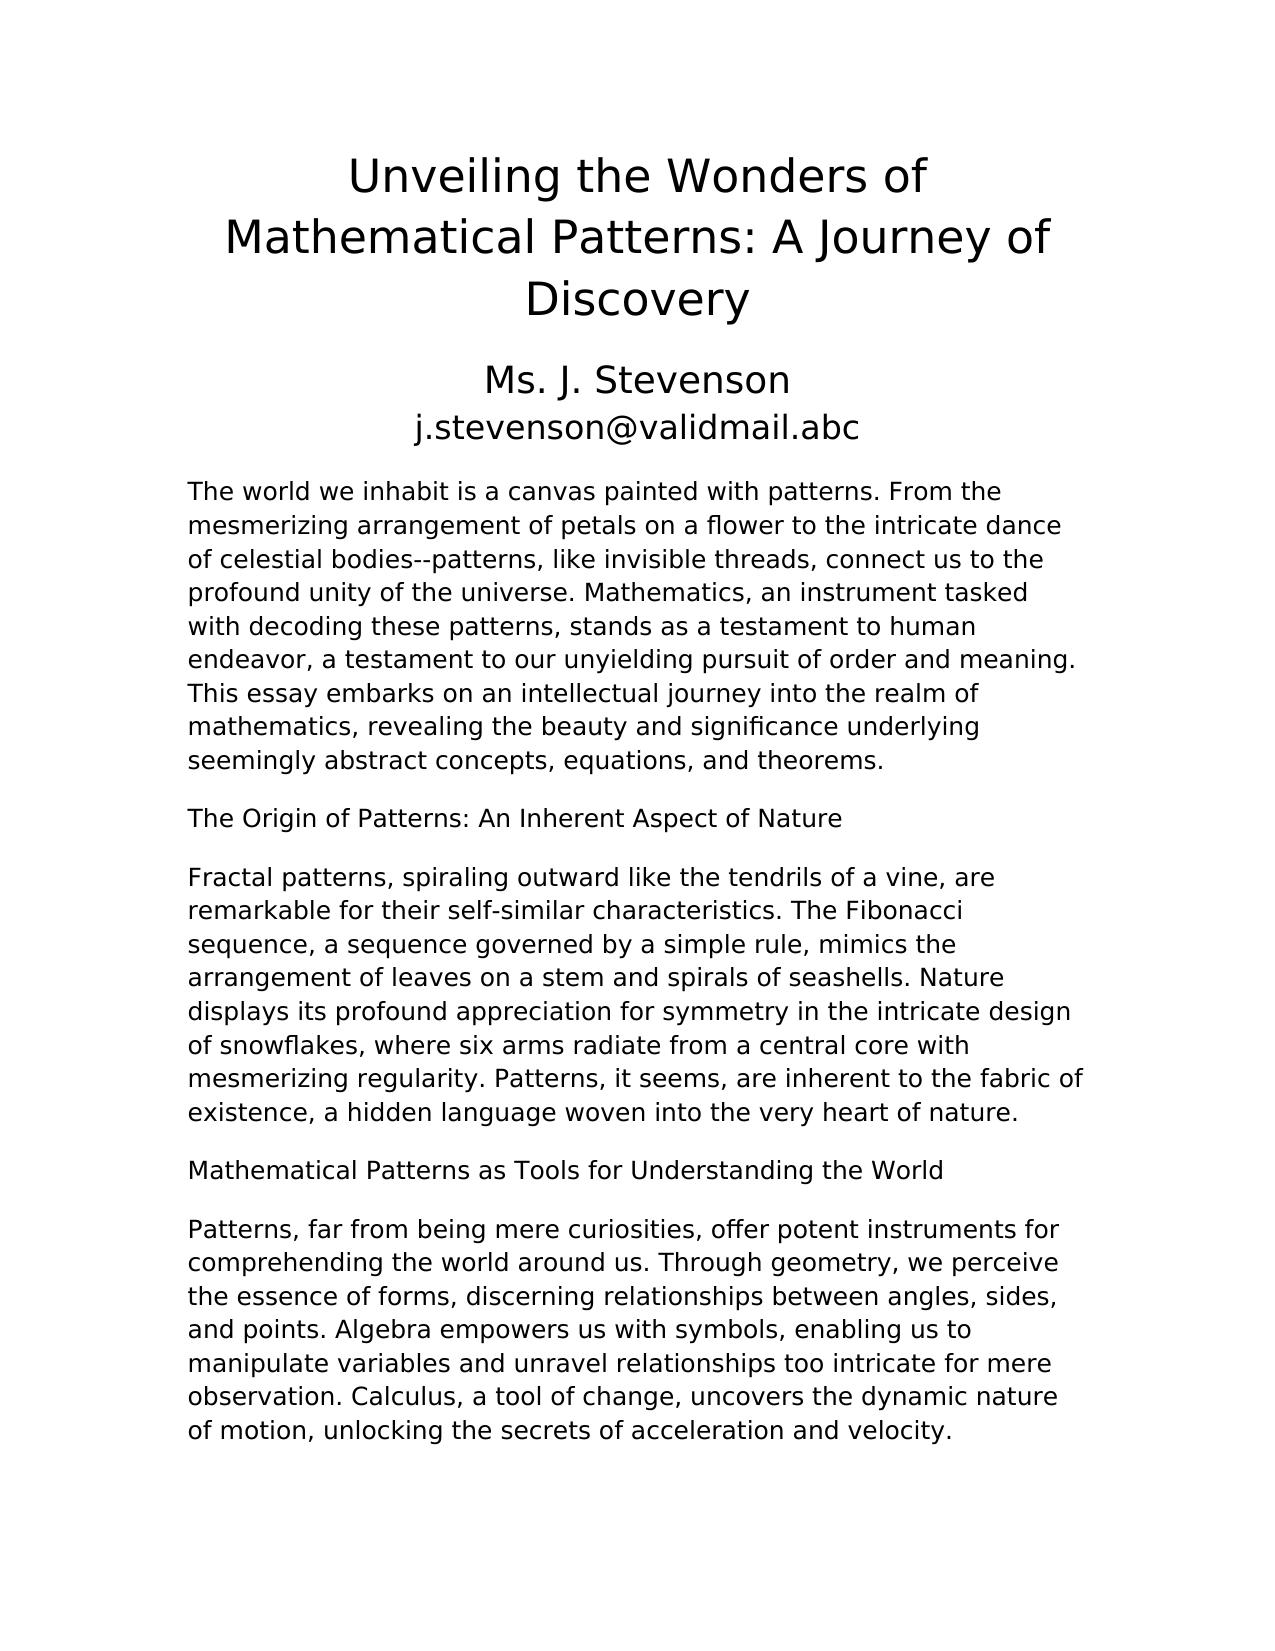 Unveiling the Wonders of
Mathematical Patterns: A Journey of
Discovery
Ms. J. Stevenson
j.stevenson@validmail.abc
The world we inhabit is a canvas painted with patterns. From the
mesmerizing arrangement of petals on a flower to the intricate dance
of celestial bodies--patterns, like invisible threads, connect us to the
profound unity of the universe. Mathematics, an instrument tasked
with decoding these patterns, stands as a testament to human
endeavor, a testament to our unyielding pursuit of order and meaning.
This essay embarks on an intellectual journey into the realm of
mathematics, revealing the beauty and significance underlying
seemingly abstract concepts, equations, and theorems.
The Origin of Patterns: An Inherent Aspect of Nature
Fractal patterns, spiraling outward like the tendrils of a vine, are
remarkable for their self-similar characteristics. The Fibonacci
sequence, a sequence governed by a simple rule, mimics the
arrangement of leaves on a stem and spirals of seashells. Nature
displays its profound appreciation for symmetry in the intricate design
of snowflakes, where six arms radiate from a central core with
mesmerizing regularity. Patterns, it seems, are inherent to the fabric of
existence, a hidden language woven into the very heart of nature.
Mathematical Patterns as Tools for Understanding the World
Patterns, far from being mere curiosities, offer potent instruments for
comprehending the world around us. Through geometry, we perceive
the essence of forms, discerning relationships between angles, sides,
and points. Algebra empowers us with symbols, enabling us to
manipulate variables and unravel relationships too intricate for mere
observation. Calculus, a tool of change, uncovers the dynamic nature
of motion, unlocking the secrets of acceleration and velocity.